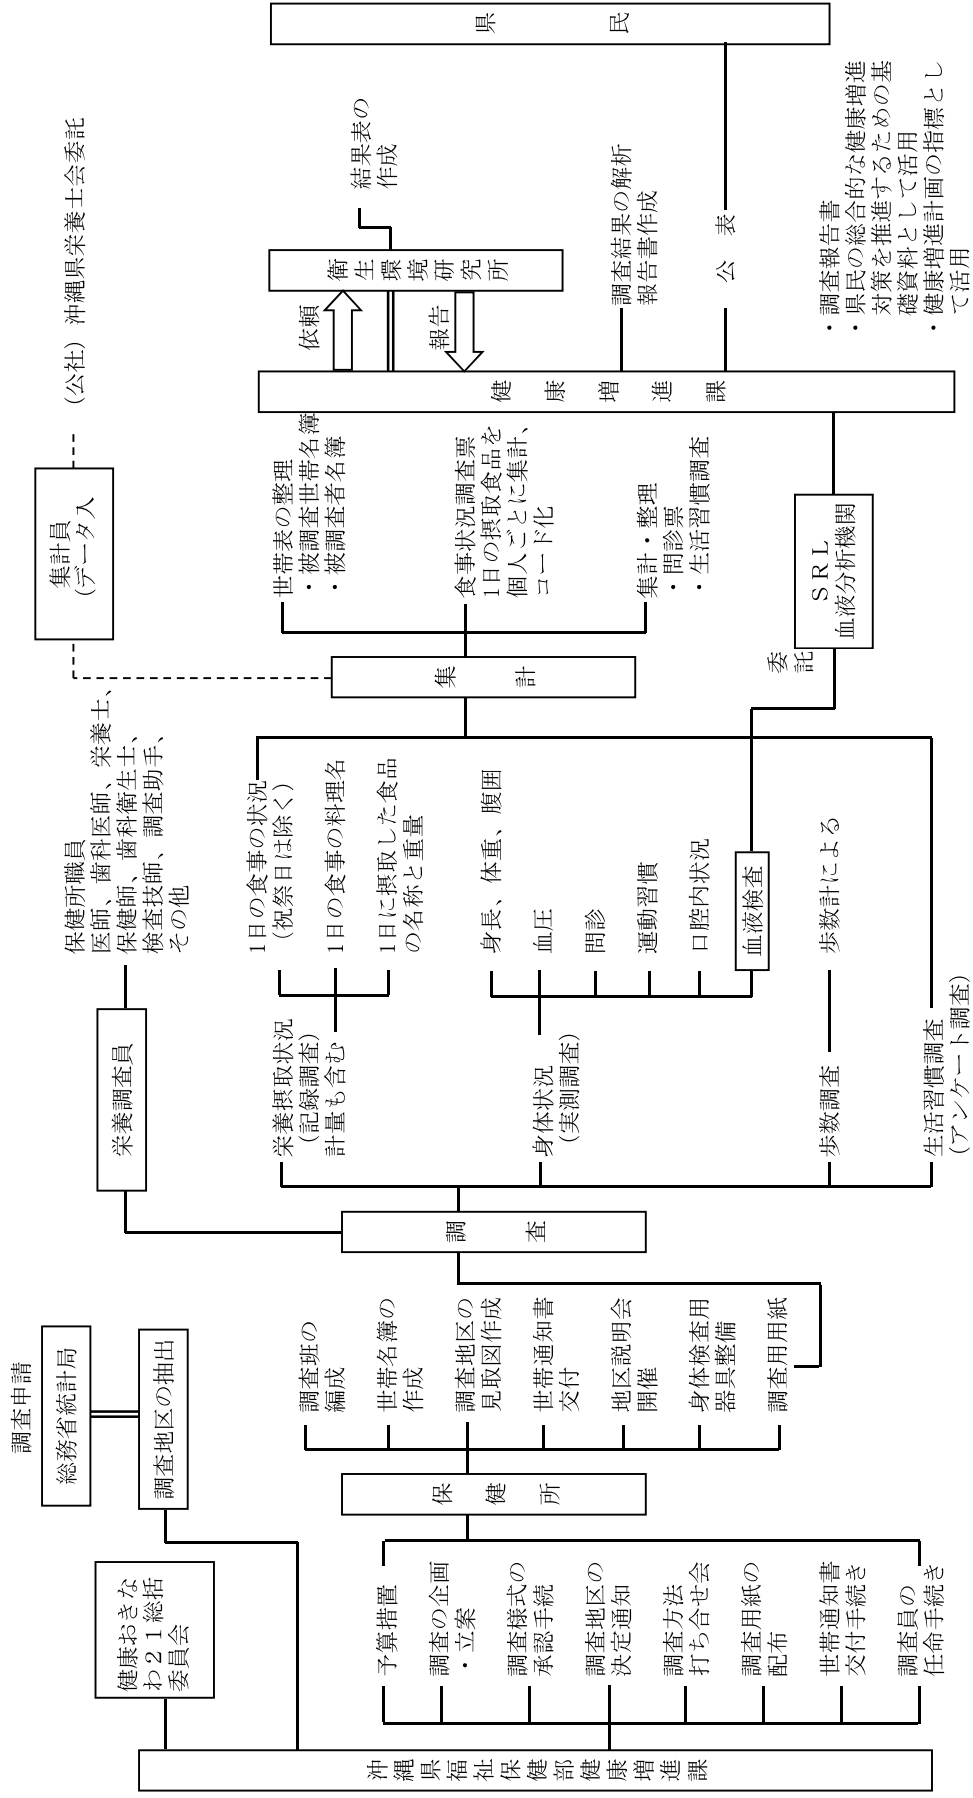 沖縄県福祉保健部健康増進課
健康おきな
わ21総括
委員会
調査申請
総務省統計局
調査地区の抽出
予算措置
調査の企画
・立案
調査様式の
承認手続
調査地区の
決定通知
調査方法
打ち合せ会
調査用紙の
配布
世帯通知書
交付手続き
調査員の
任命手続き
保健所
調査班の
編成
世帯名簿の
作成
調査地区の
見取図作成
世帯通知書
交付
地区説明会
開催
身体検査用
器具整備
調査用用紙
調査
栄養調査員
保健所職員
医師、歯科医師、栄養士、
保健師、歯科衛生士、
検査技師、調査助手、
その他
栄養摂取状況
(記録調査)
計量も含む
1日の食事の状況
(祝祭日は除く)
1日の食事の料理名
1日に摂取した食品
の名称と重量
身体状況
(実測調査)
身長、体重、腹囲
血圧
問診
運動習慣
口腔内状況
血液検査
歩数調査
歩数計による
生活習慣調査
(アンケート調査)
集計
集計員
(データ入
(公社)沖縄県栄養士会委託
世帯表の整理
・被調査世帯名簿
・被調査者名簿
食事状況調査票
1日の摂取食品を
個人ごとに集計、
コード化
集計・整理
・問診票
・生活習慣調査
委託
SRL
血液分析機関
健康増進課
依頼
報告
衛生環境研究所
結果表の
作成
調査結果の解析
報告書作成
公表
県民
・調査報告書
・県民の総合的な健康増進
対策を推進するための基
礎資料として活用
・健康増進計画の指標とし
て活用